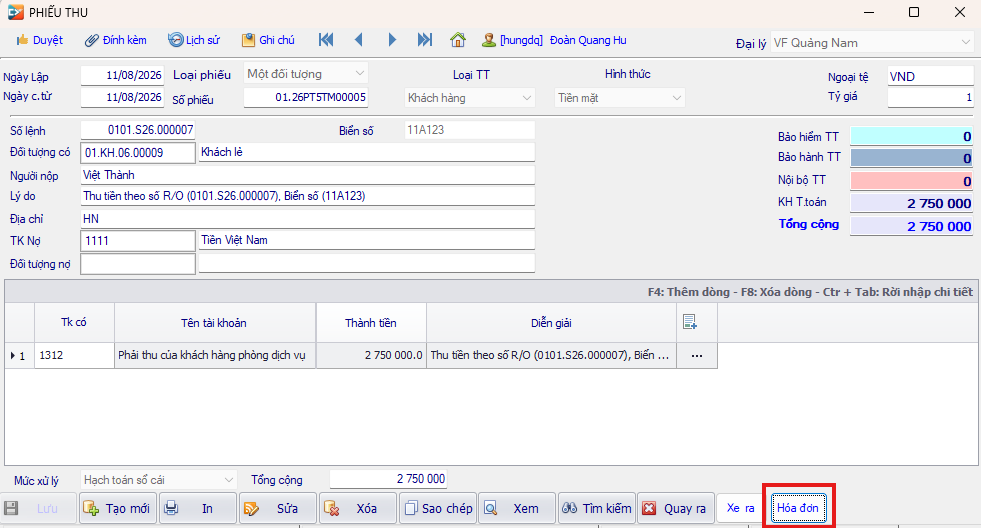 PHIẾU THU
Duyệt Đính kèm Lịch sử Ghi chú [hungdq] Đoàn Quang Hu Đại lý VF Quảng Nam
Ngày Lập 11/08/2026 Loại phiếu Một đối tượng Loại TT Hình thức Ngoại tệ VND
Ngày c.từ 11/08/2026 Số phiếu 01.26PT5TM00005 Khách hàng Tiền mặt Tỷ giá 1
Số lệnh 0101.S26.000007 Biển số 11A123 Bảo hiểm TT 0
Đối tượng có 01.KH.06.00009 Khách lẻ Bảo hành TT 0
Người nộp Việt Thành Nội bộ TT 0
Lý do Thu tiền theo số R/O (0101.S26.000007), Biển số (11A123) KH T.toán 2 750 000
Địa chỉ HN Tổng cộng 2 750 000
TK Nợ 1111 Tiền Việt Nam
Đối tượng nợ
F4: Thêm dòng - F8: Xóa dòng - Ctr + Tab: Rời nhập chi tiết
Tk có Tên tài khoản Thành tiền Diễn giải
1 1312 Phải thu của khách hàng phòng dịch vụ 2 750 000.0 Thu tiền theo số R/O (0101.S26.000007), Biển ... ...
Mức xử lý Hạch toán sổ cái Tổng cộng 2 750 000
Lưu Tạo mới In Sửa Xóa Sao chép Xem Tìm kiếm Quay ra Xe ra Hóa đơn